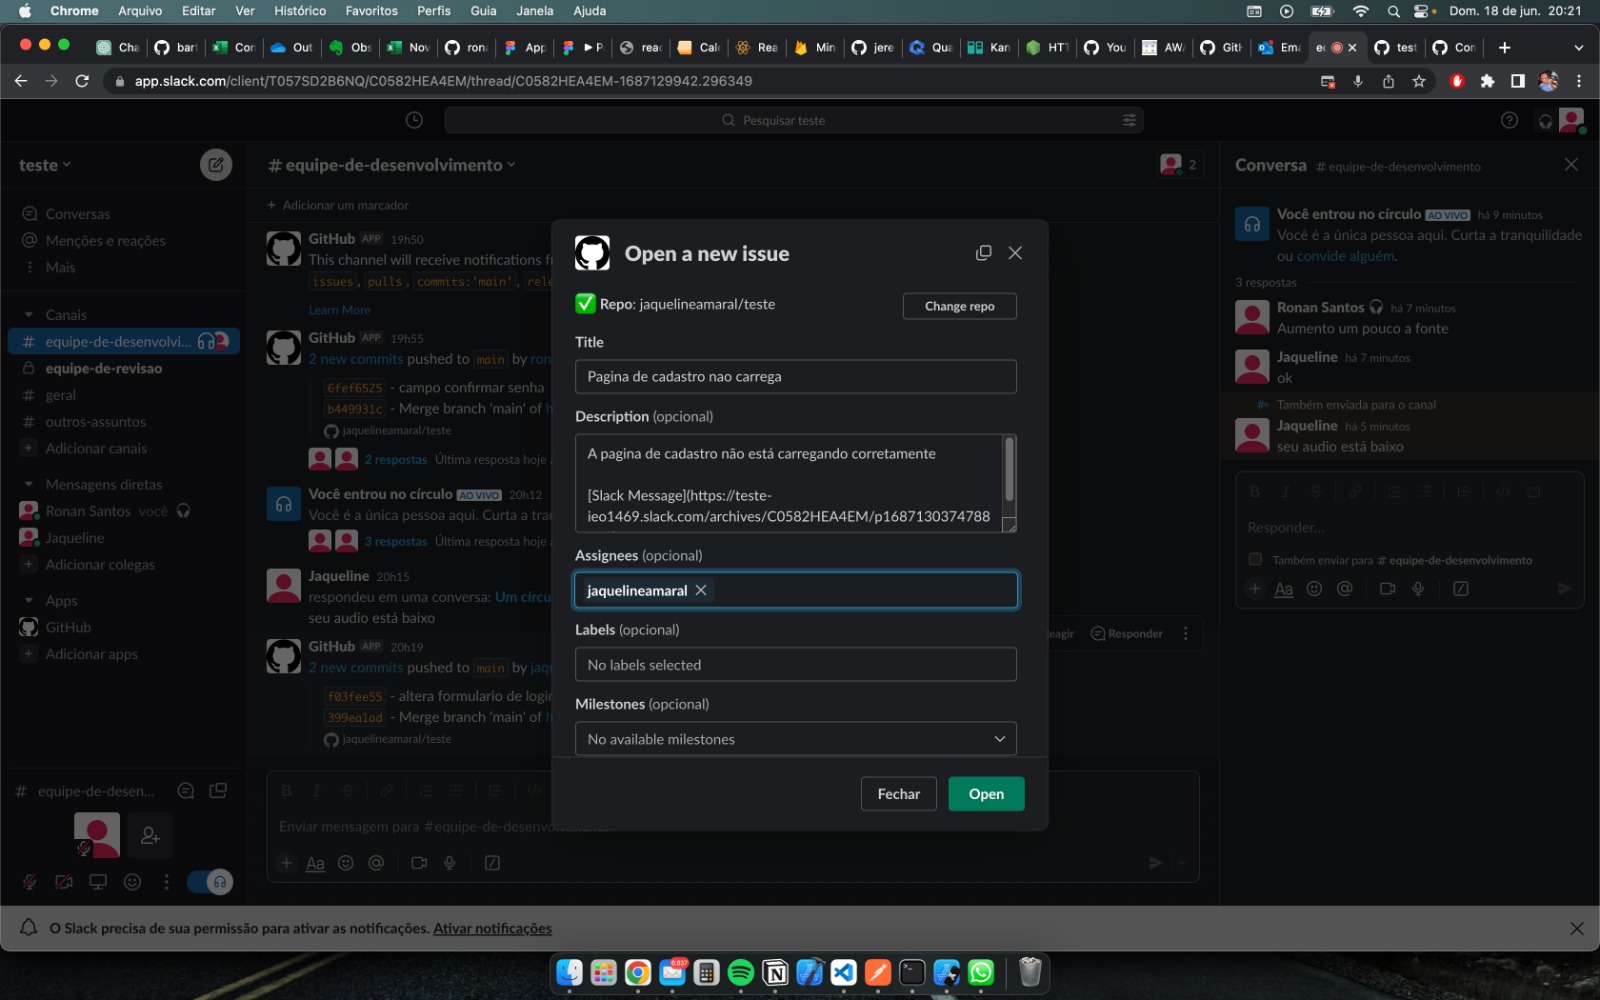 Chrome Arquivo Editar Ver Histórico Favoritos Perfis Guia Janela Ajuda
Dom. 18 de jun. 20:21
Cha bar Cor Out Obs Nov ron App ▸ P reac Cale Rea Min jere Qua Kan HTT You AWA Gitl Ema test Con
app.slack.com/client/T057SD2B6NQ/C0582HEA4EM/thread/C0582HEA4EM-1687129942.296349
Pesquisar teste
teste
Conversas
Menções e reações
Mais
Canais
# equipe-de-desenvolvi...
equipe-de-revisao
# geral
# outros-assuntos
+ Adicionar canais
Mensagens diretas
Ronan Santos você
Jaqueline
+ Adicionar colegas
Apps
GitHub
+ Adicionar apps
# equipe-de-desen...
# equipe-de-desenvolvimento
2
+ Adicionar um marcador
GitHub APP 19h50
This channel will receive notifications f
issues, pulls, commits:'main', rele
Learn More
GitHub APP 19h55
2 new commits pushed to main by ron
6fef6525 - campo confirmar senha
b449931c - Merge branch 'main' of h
jaquelineamaral/teste
2 respostas Última resposta hoje
Você entrou no círculo AO VIVO 20h12
Você é a única pessoa aqui. Curta a tran
3 respostas Última resposta hoje
Jaqueline 20h15
respondeu em uma conversa: Um círcu
seu audio está baixo
GitHub APP 20h19
2 new commits pushed to main by jaq
f03fee55 - altera formulario de login
399ea1ad - Merge branch 'main' of h
jaquelineamaral/teste
eagir Responder
Enviar mensagem para #equipe-de-desenvolvimento
Open a new issue
Repo: jaquelineamaral/teste
Change repo
Title
Pagina de cadastro nao carrega
Description (opcional)
A pagina de cadastro não está carregando corretamente
[Slack Message](https://teste-
ieo1469.slack.com/archives/C0582HEA4EM/p1687130374788
Assignees (opcional)
jaquelineamaral
Labels (opcional)
No labels selected
Milestones (opcional)
No available milestones
Fechar Open
Conversa # equipe-de-desenvolvimento
Você entrou no círculo AO VIVO há 9 minutos
Você é a única pessoa aqui. Curta a tranquilidade
ou convide alguém.
3 respostas
Ronan Santos há 7 minutos
Aumento um pouco a fonte
Jaqueline há 7 minutos
ok
Também enviada para o canal
Jaqueline há 5 minutos
seu audio está baixo
Responder...
Também enviar para # equipe-de-desenvolvimento
O Slack precisa de sua permissão para ativar as notificações. Ativar notificações
6.837